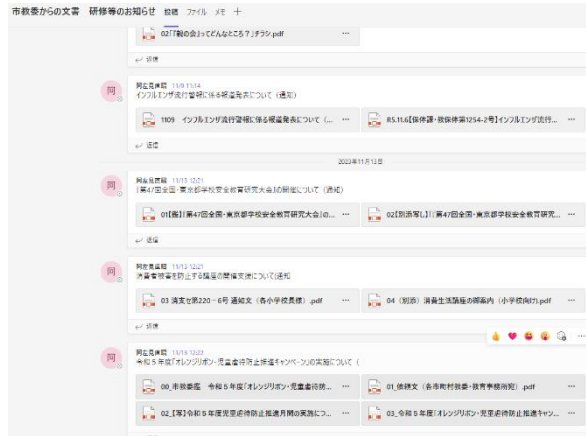 市教委からの文書 研修等のお知らせ 投稿 ファイル メモ +
02「『親の会』ってどんなところ?」チラシ.pdf ...
返信
阿
11/9 11:14
インフルエンザ流行警報に係る報道発表について(通知)
1109 インフルエンザ流行警報に係る報道発表について(... ...
R5.11.6【保体課・教保体第1254-2号】インフルエンザ流行... ...
返信
2023年11月13日
阿
11/13 12:21
「第47回全国・東京都学校安全教育研究大会」の開催について(通知)
01【鑑】「第47回全国・東京都学校安全教育研究大会」の... ...
02【別添写し】「第47回全国・東京都学校安全教育研究... ...
返信
阿
11/13 12:21
消費者被害を防止する講座の開催支援について(通知
03 消支セ第220-6号 通知文(各小学校長様).pdf ...
04(別添)消費生活講座の御案内(小学校向け).pdf ...
返信
阿
11/13 12:22
令和5年度「オレンジリボン・児童虐待防止推進キャンペーン」の実施について(
00_市教委鑑 令和5年度「オレンジリボン・児童虐待防... ...
01_依頼文(各市町村教委・教育事務所宛).pdf ...
02_【写】令和5年度児童虐待防止推進月間の実施につ... ...
03_令和5年度「オレンジリボン・児童虐待防止推進キャン... ...